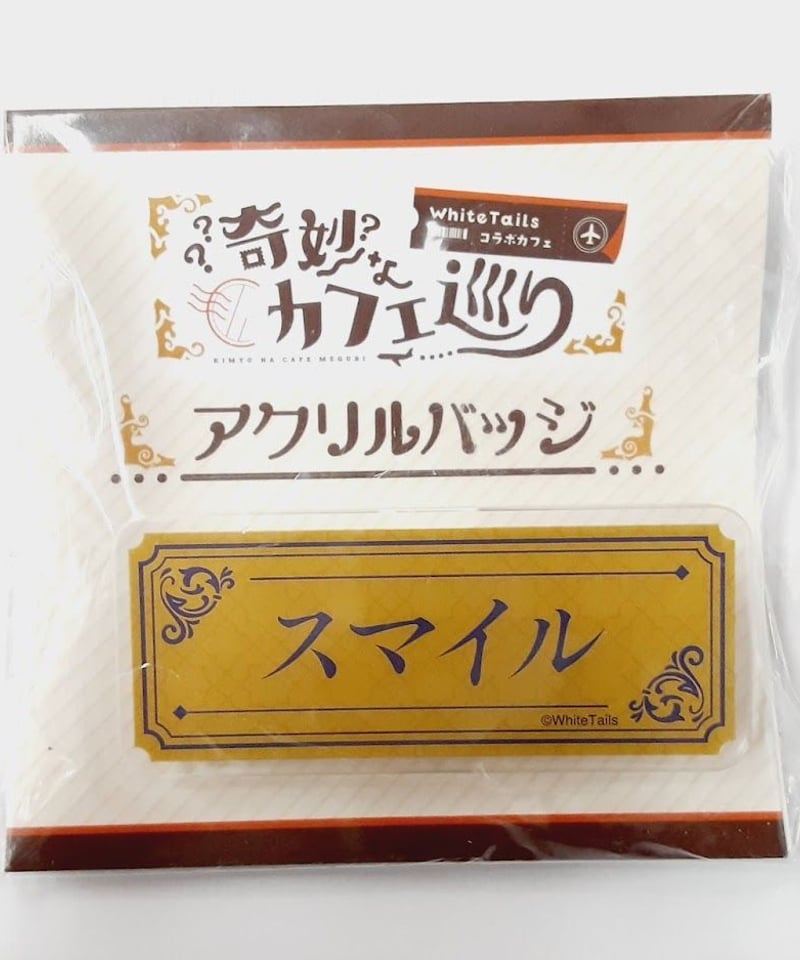 WhiteTails
コラボカフェ
??奇妙?な
カフェ巡り
KIMYO NA CAFE MEGURI
アクリルバッジ
スマイル
©WhiteTails